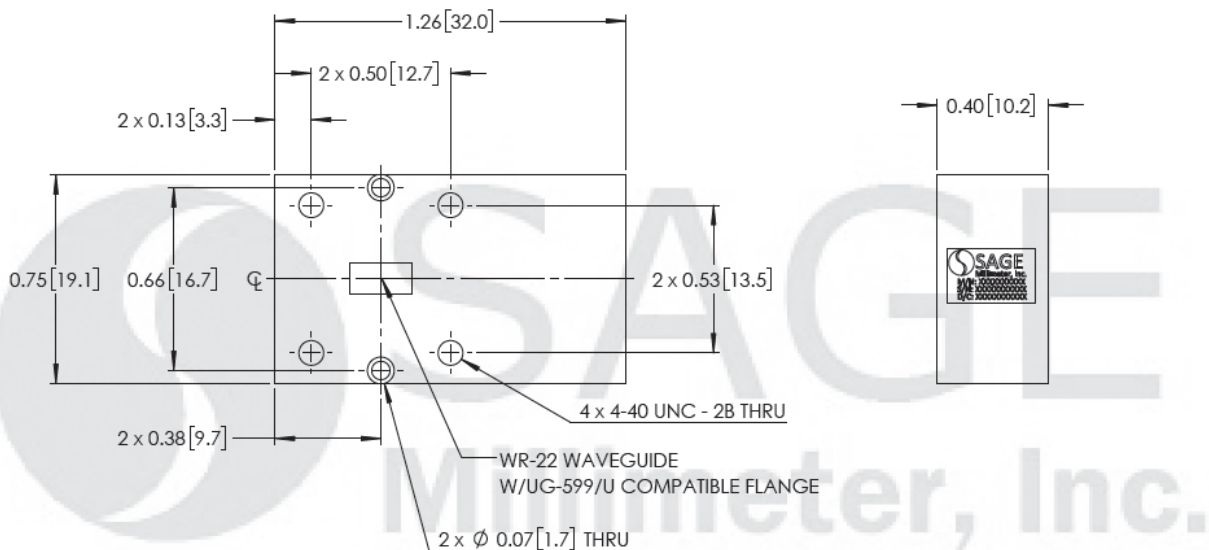 1.26[32.0]
2 x 0.50[12.7]
2 x 0.13[3.3]
0.40[10.2]
0.75[19.1]
0.66[16.7]
℄
2 x 0.53[13.5]
SAGE
Millimeter, Inc.
4 x 4-40 UNC - 2B THRU
2 x 0.38[9.7]
WR-22 WAVEGUIDE
W/UG-599/U COMPATIBLE FLANGE
2 x Ø 0.07[1.7] THRU
SAGE
Millimeter, Inc.